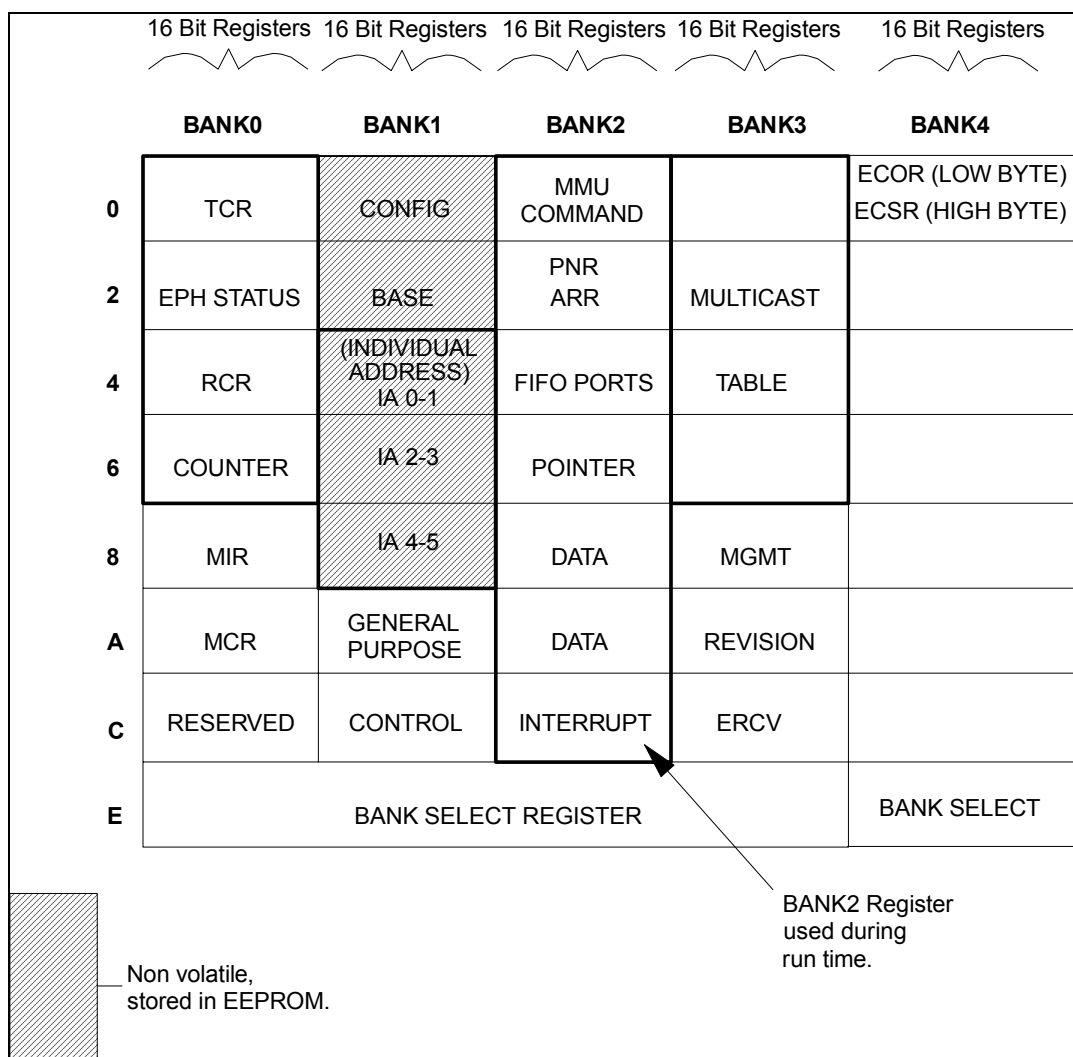 16 Bit Registers 16 Bit Registers 16 Bit Registers 16 Bit Registers 16 Bit Registers
BANK0 BANK1 BANK2 BANK3 BANK4
0 TCR CONFIG MMU COMMAND ECOR (LOW BYTE) ECSR (HIGH BYTE)
2 EPH STATUS BASE PNR ARR MULTICAST
4 RCR (INDIVIDUAL ADDRESS) IA 0-1 FIFO PORTS TABLE
6 COUNTER IA 2-3 POINTER
8 MIR IA 4-5 DATA MGMT
A MCR GENERAL PURPOSE DATA REVISION
C RESERVED CONTROL INTERRUPT ERCV
E BANK SELECT REGISTER BANK SELECT
BANK2 Register
used during
run time.
Non volatile,
stored in EEPROM.